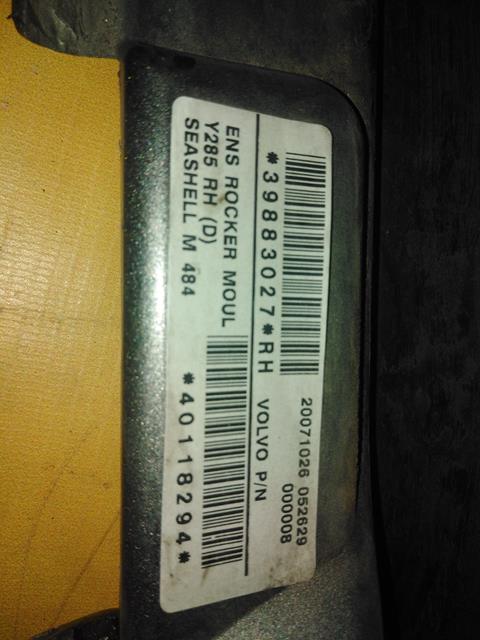 20071026 052629
000008
*39883027*RH VOLVO P/N
ENS ROCKER MOUL
Y285 RH (D)
SEASHELL M 484
*40118294*